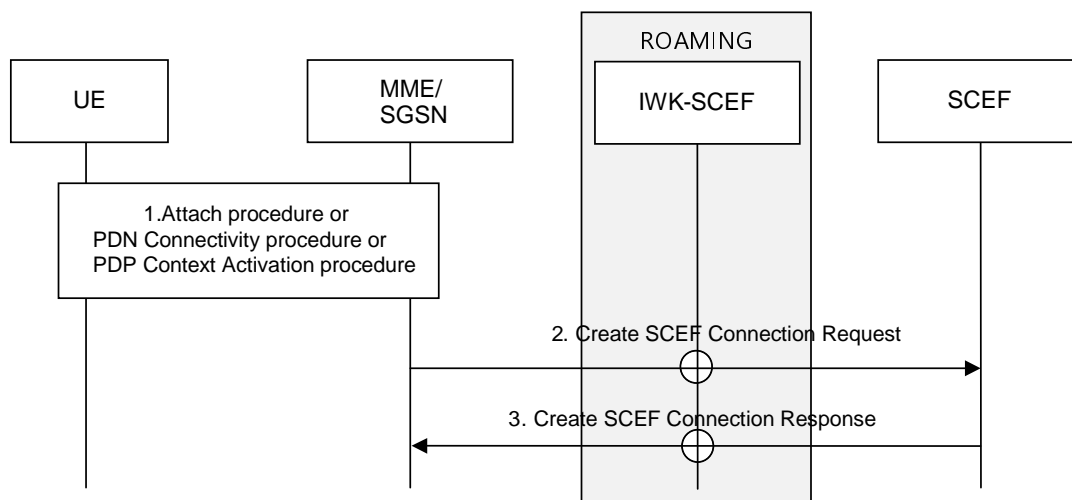 ROAMING
UE
MME/
SGSN
IWK-SCEF
SCEF
1.Attach procedure or
PDN Connectivity procedure or
PDP Context Activation procedure
2. Create SCEF Connection Request
3. Create SCEF Connection Response